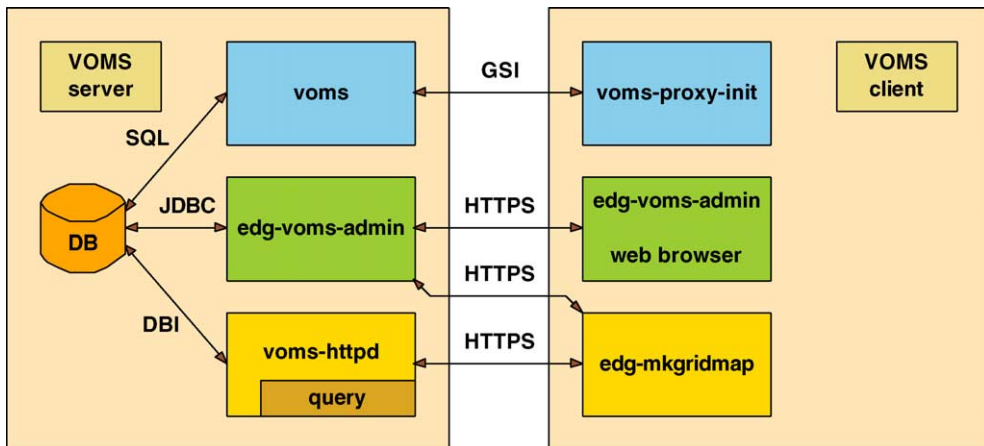 VOMS
server
voms
GSI
voms-proxy-init
VOMS
client
SQL
JDBC
DB
edg-voms-admin
HTTPS
edg-voms-admin
web browser
HTTPS
DBI
voms-httpd
query
HTTPS
edg-mkgridmap